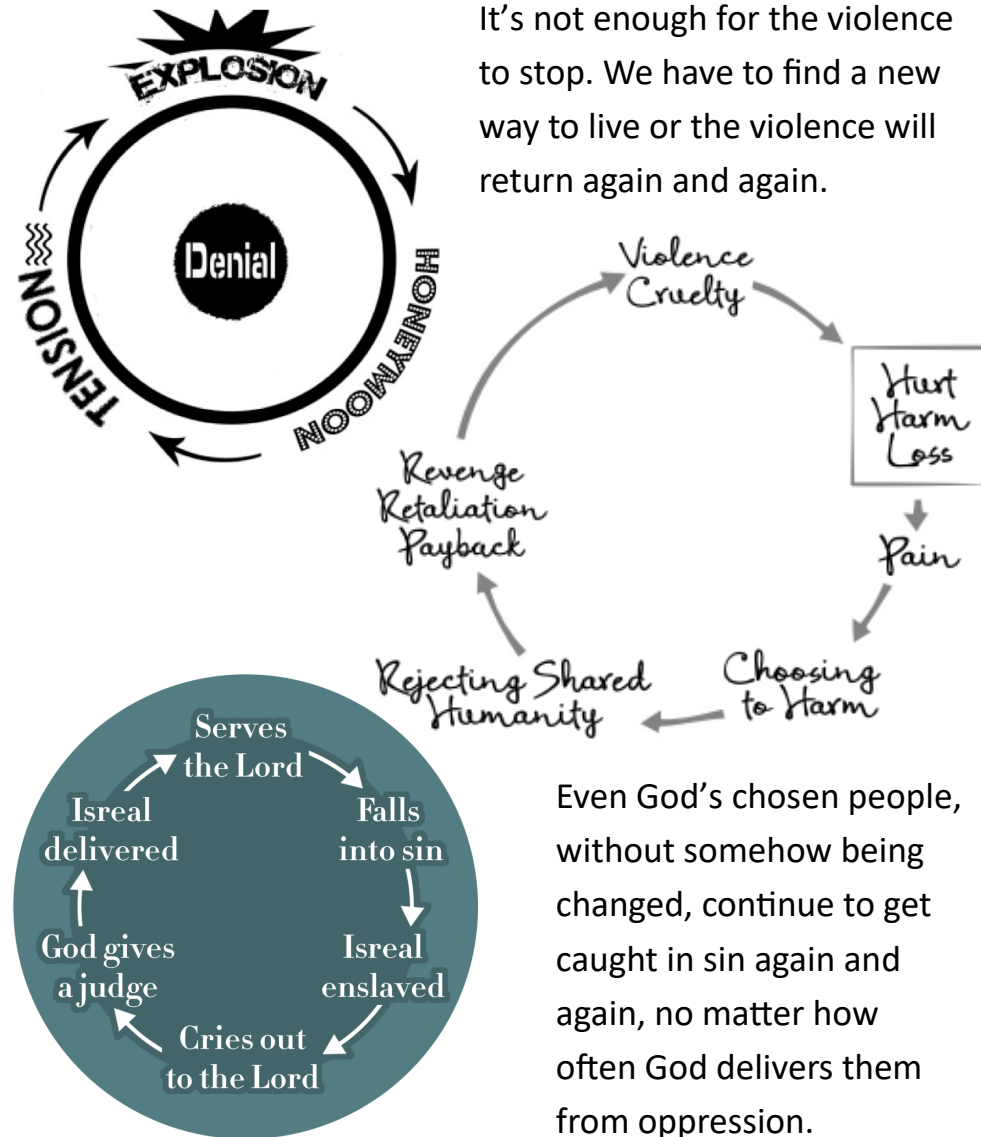 It’s not enough for the violence
to stop. We have to find a new
way to live or the violence will
return again and again.
EXPLOSION
HONEYMOON
TENSION
Denial
Violence
Cruelty
Hurt
Harm
Loss
Pain
Choosing
to Harm
Rejecting Shared
Humanity
Revenge
Retaliation
Payback
Serves
the Lord
Falls
into sin
Isreal
enslaved
Cries out
to the Lord
God gives
a judge
Isreal
delivered
Even God’s chosen people,
without somehow being
changed, continue to get
caught in sin again and
again, no matter how
often God delivers them
from oppression.